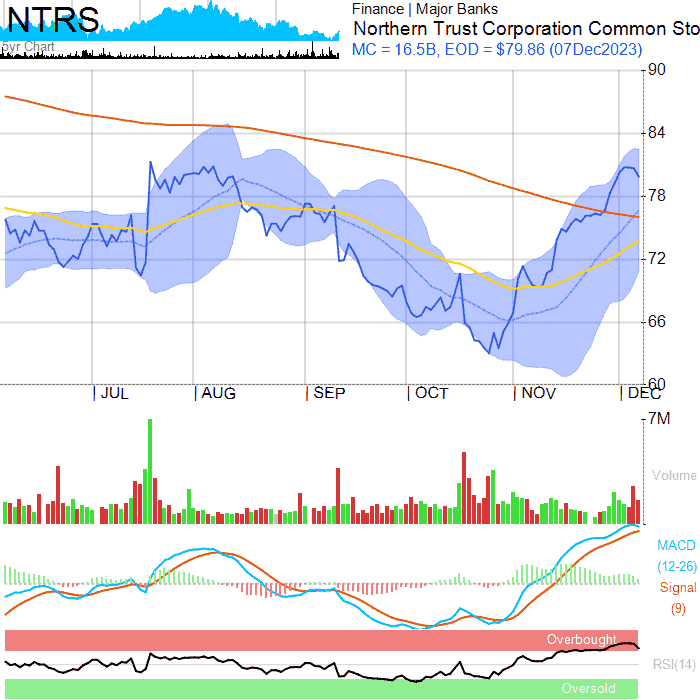 NTRS
5yr Chart
Finance | Major Banks
Northern Trust Corporation Common Sto
MC = 16.5B, EOD = $79.86 (07Dec2023)
90
84
78
72
66
60
JUL AUG SEP OCT NOV DEC
7M
Volume
MACD
(12-26)
Signal
(9)
Overbought
RSI(14)
Oversold